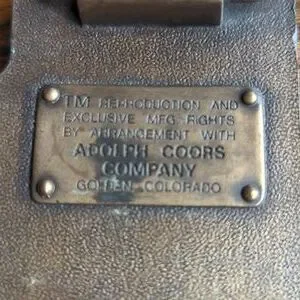 TM REPRODUCTION AND
EXCLUSIVE MFG RIGHTS
BY ARRANGEMENT WITH
ADOLPH COORS
COMPANY
GOLDEN, COLORADO